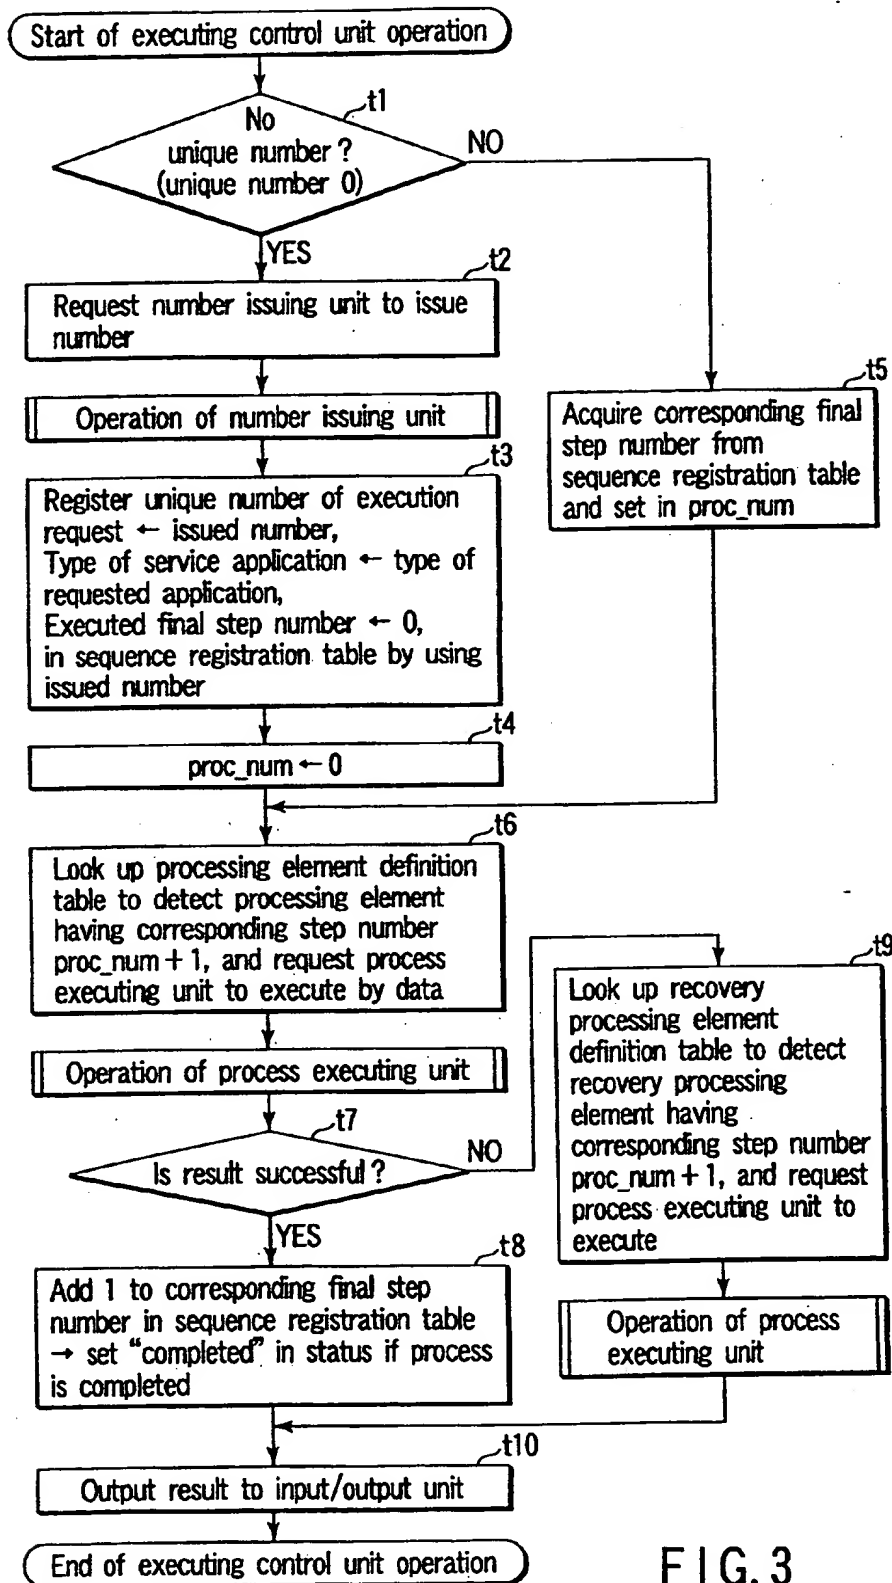 Start of executing control unit operation
t1
No
unique number ?
(unique number 0)
NO
YES
t2
Request number issuing unit to issue
number
Operation of number issuing unit
t3
Register unique number of execution
request ← issued number,
Type of service application ← type of
requested application,
Executed final step number ← 0,
in sequence registration table by using
issued number
t4
proc_num ← 0
t5
Acquire corresponding final
step number from
sequence registration table
and set in proc_num
t6
Look up processing element definition
table to detect processing element
having corresponding step number
proc_num + 1, and request process
executing unit to execute by data
Operation of process executing unit
t7
Is result successful ?
NO
YES
t8
Add 1 to corresponding final step
number in sequence registration table
→ set “completed” in status if process
is completed
t9
Look up recovery
processing element
definition table to detect
recovery processing
element having
corresponding step number
proc_num + 1, and request
process executing unit to
execute
Operation of process
executing unit
t10
Output result to input/output unit
End of executing control unit operation
FIG. 3